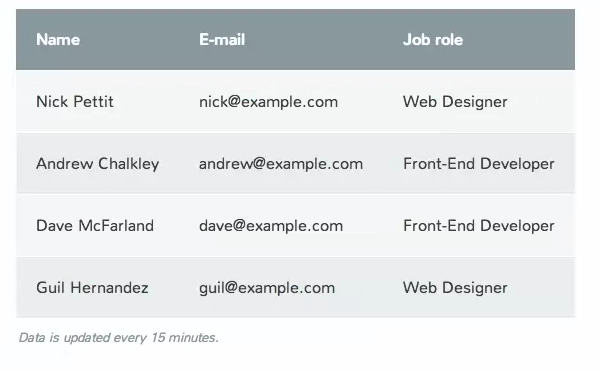 Name E-mail Job role
Nick Pettit nick@example.com Web Designer
Andrew Chalkley andrew@example.com Front-End Developer
Dave McFarland dave@example.com Front-End Developer
Guil Hernandez guil@example.com Web Designer
Data is updated every 15 minutes.